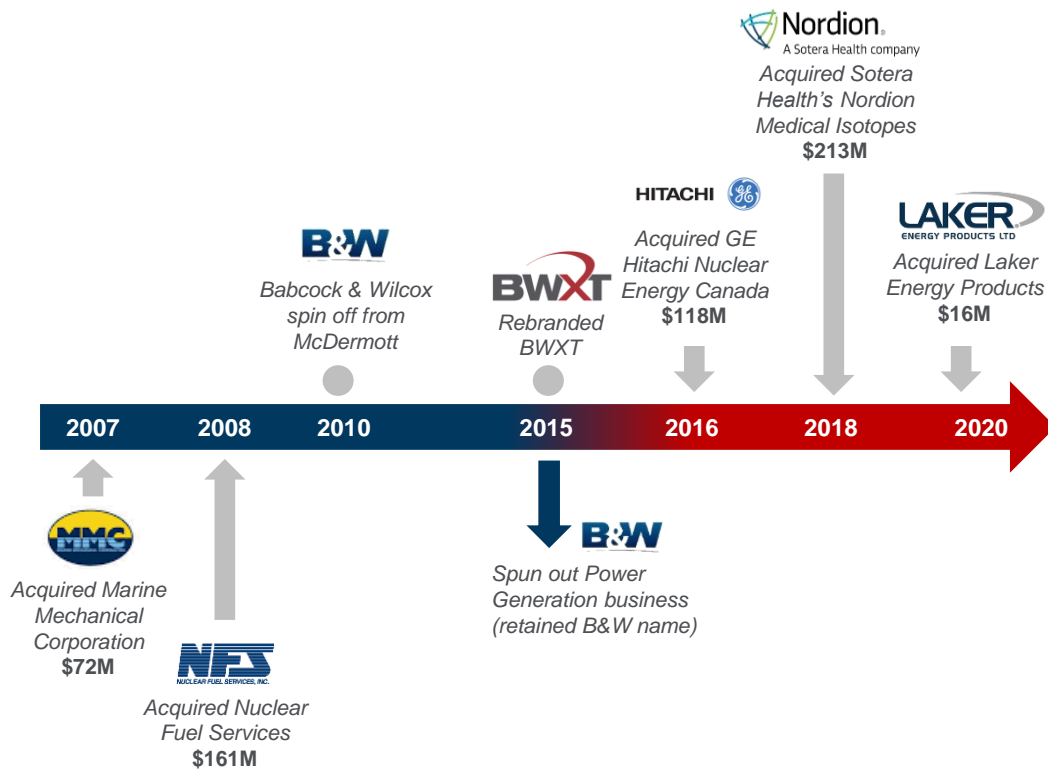 Nordion®
A Sotera Health company
Acquired Sotera
Health's Nordion
Medical Isotopes
$213M
HITACHI
GE
Acquired GE
Hitachi Nuclear
Energy Canada
$118M
LAKER
ENERGY PRODUCTS LTD
Acquired Laker
Energy Products
$16M
B&W
Babcock & Wilcox
spin off from
McDermott
BWXT
Rebranded
BWXT
2007
2008
2010
2015
2016
2018
2020
MMC
Acquired Marine
Mechanical
Corporation
$72M
NFS
NUCLEAR FUEL SERVICES, INC.
Acquired Nuclear
Fuel Services
$161M
B&W
Spun out Power
Generation business
(retained B&W name)